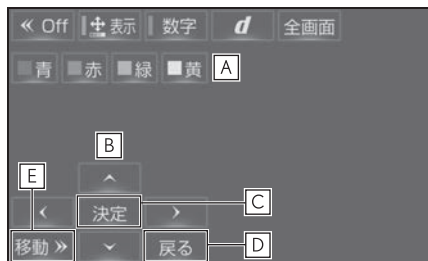 « Off 表示 数字 d 全画面
青 赤 緑 黄 A
B
E
決定 C
移動 » 戻る D